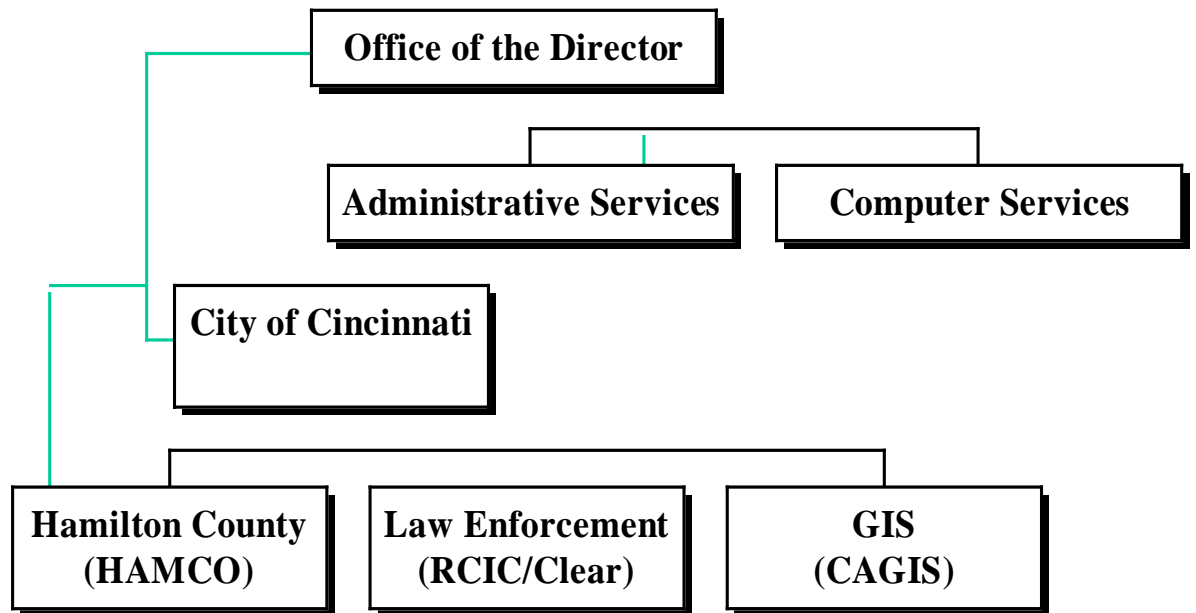 Office of the Director
Administrative Services
Computer Services
City of Cincinnati
Hamilton County
(HAMCO)
Law Enforcement
(RCIC/Clear)
GIS
(CAGIS)